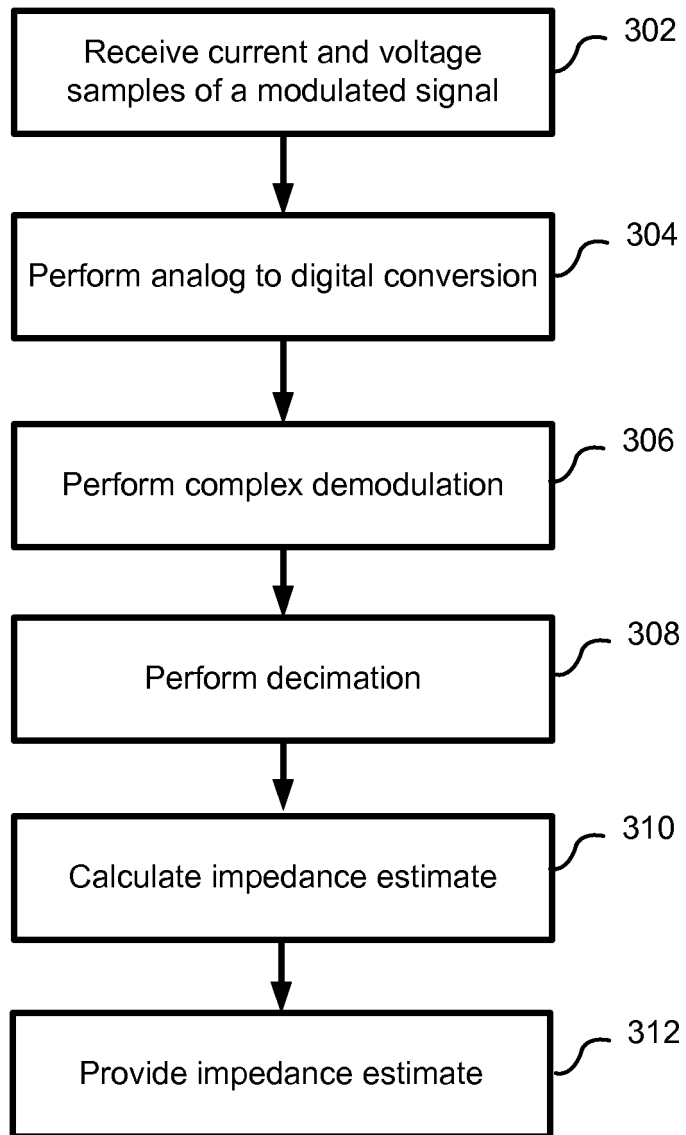 Receive current and voltage
samples of a modulated signal
302
Perform analog to digital conversion
304
Perform complex demodulation
306
Perform decimation
308
Calculate impedance estimate
310
Provide impedance estimate
312